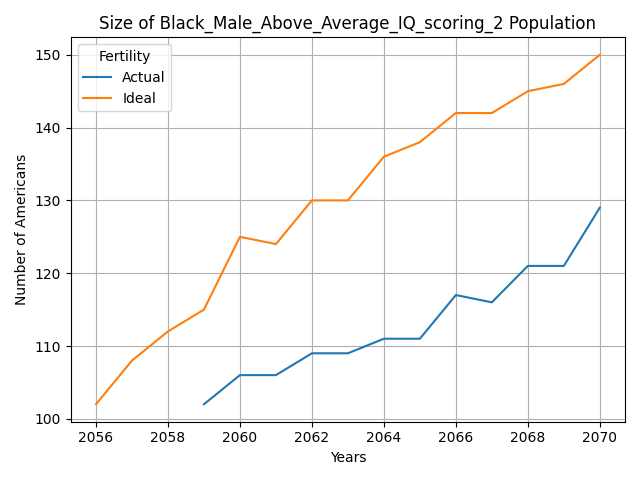 Size of Black_Male_Above_Average_IQ_scoring_2 Population
Fertility
Actual
Ideal
Number of Americans
150
140
130
120
110
100
2056 2058 2060 2062 2064 2066 2068 2070
Years